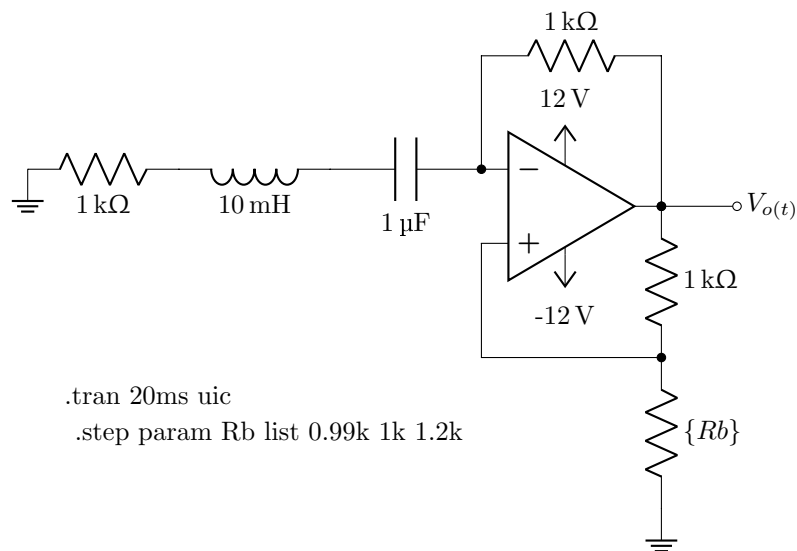 1 kΩ
12 V
1 kΩ
10 mH
1 µF
−
+
-12 V
Vo(t)
1 kΩ
{Rb}
.tran 20ms uic
.step param Rb list 0.99k 1k 1.2k